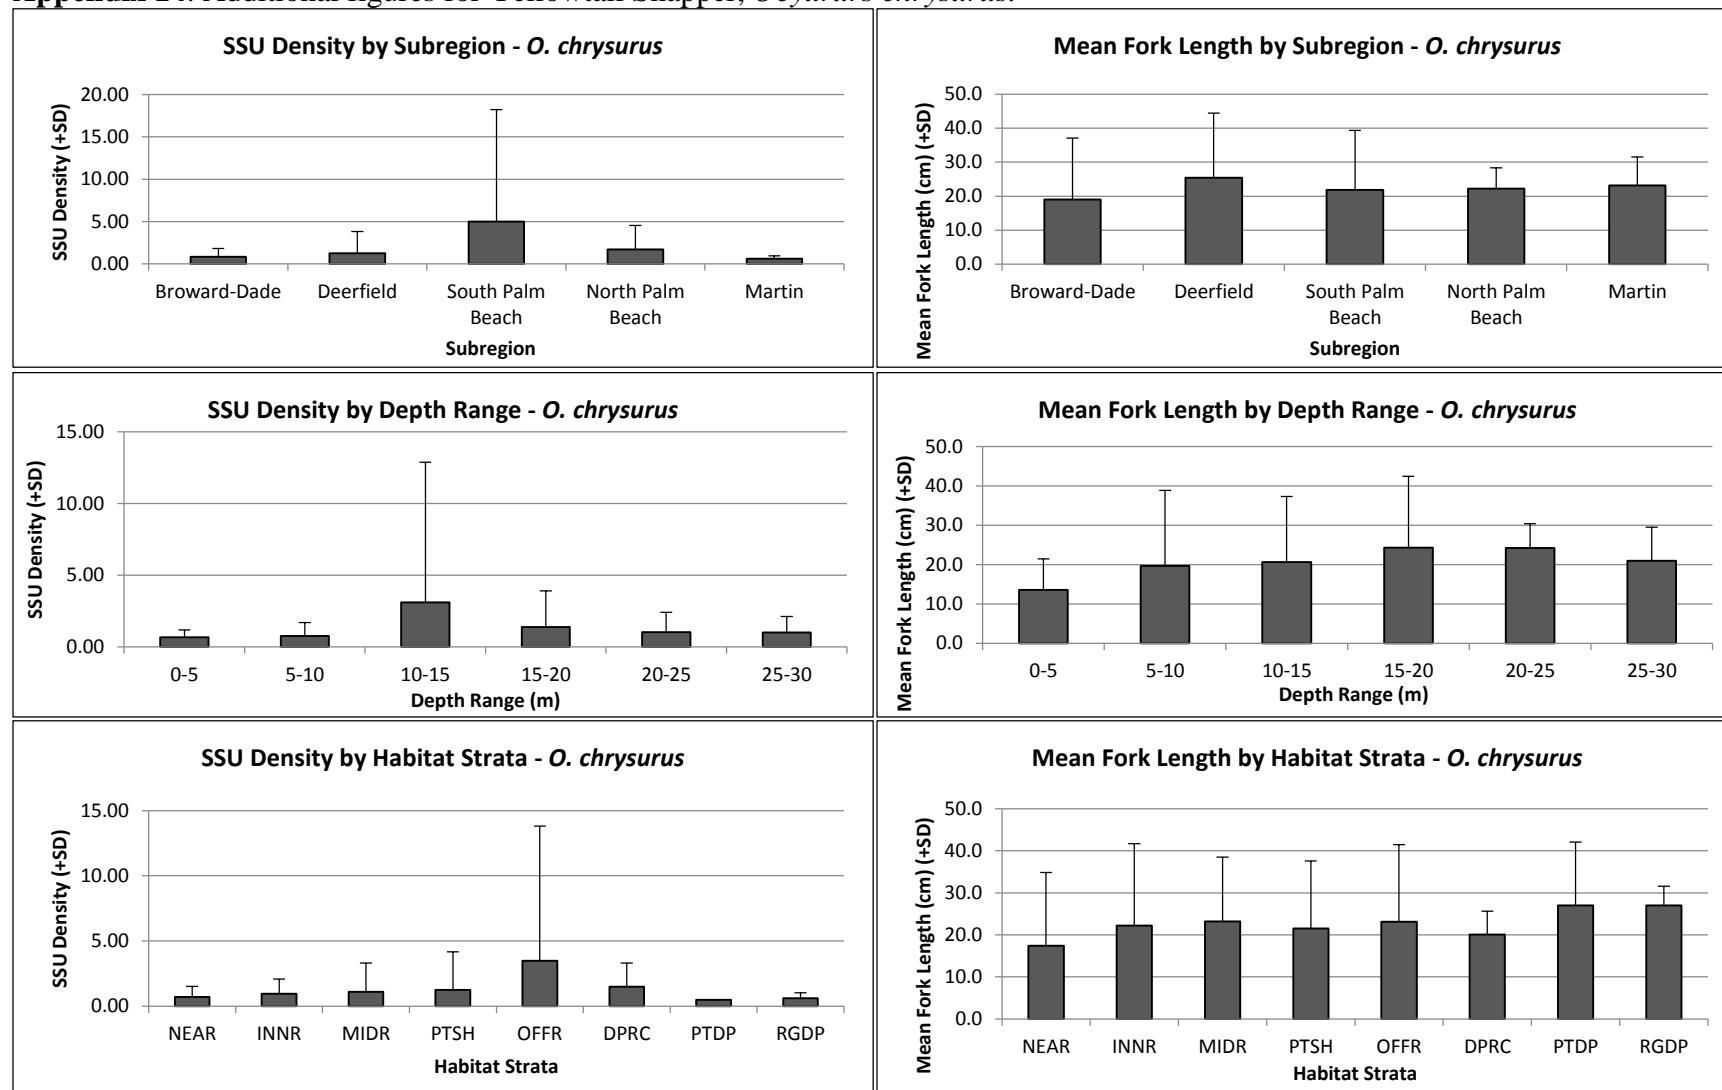 Additional figures for Yellowtail Snapper,
SSU Density by Subregion - O. chrysurus
SSU Density (+SD)
20.00
15.00
10.00
5.00
0.00
Broward-Dade Deerfield South Palm Beach North Palm Beach Martin
Subregion
Mean Fork Length by Subregion - O. chrysurus
Mean Fork Length (cm) (+SD)
50.0
40.0
30.0
20.0
10.0
0.0
Broward-Dade Deerfield South Palm Beach North Palm Beach Martin
Subregion
SSU Density by Depth Range - O. chrysurus
SSU Density (+SD)
15.00
10.00
5.00
0.00
0-5 5-10 10-15 15-20 20-25 25-30
Depth Range (m)
Mean Fork Length by Depth Range - O. chrysurus
Mean Fork Length (cm) (+SD)
50.0
40.0
30.0
20.0
10.0
0.0
0-5 5-10 10-15 15-20 20-25 25-30
Depth Range (m)
SSU Density by Habitat Strata - O. chrysurus
SSU Density (+SD)
15.00
10.00
5.00
0.00
NEAR INNR MIDR PTSH OFFR DPRC PTDP RGDP
Habitat Strata
Mean Fork Length by Habitat Strata - O. chrysurus
Mean Fork Length (cm) (+SD)
50.0
40.0
30.0
20.0
10.0
0.0
NEAR INNR MIDR PTSH OFFR DPRC PTDP RGDP
Habitat Strata